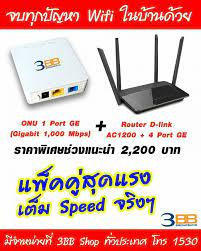 จบทุกปัญหา Wifi ในบ้านด้วย
3BB
ONU 1 Port GE
(Gigabit 1,000 Mbps)
+
Router D-link
AC1200 + 4 Port GE
ราคาพิเศษช่วงแนะนำ 2,200 บาท
แพ็คคู่สุดแรง
เต็ม Speed จริงๆ
3BB
มีจำหน่ายที่ 3BB Shop ทั่วประเทศ โทร 1530